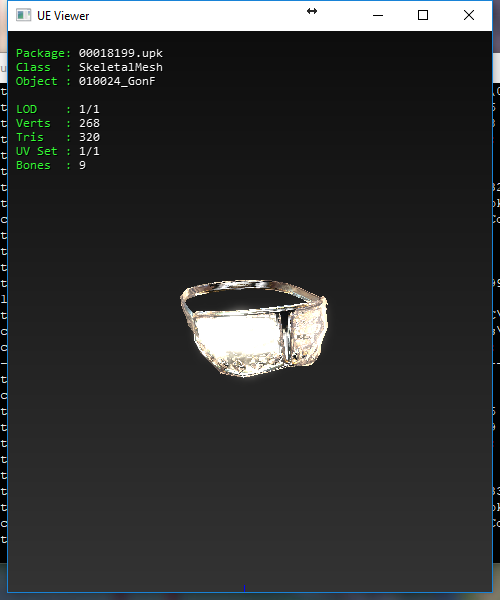 UE Viewer
Package: 00018199.upk
Class : SkeletalMesh
Object : 010024_GonF
LOD : 1/1
Verts : 268
Tris : 320
UV Set : 1/1
Bones : 9